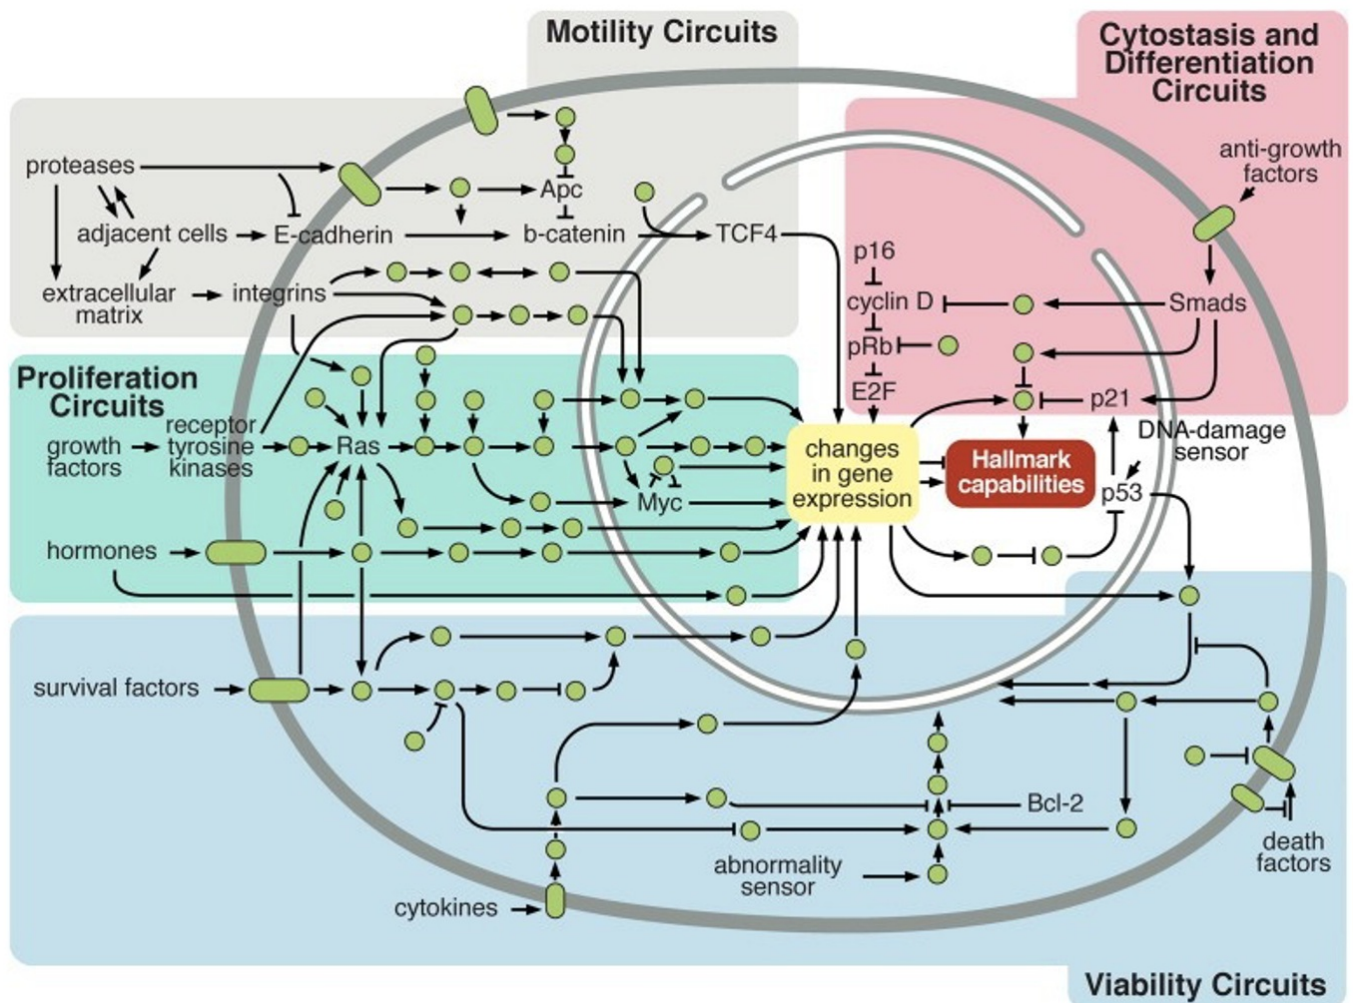 Motility Circuits
Cytostasis and
Differentiation
Circuits
anti-growth
factors
proteases
Apc
adjacent cells
E-cadherin
b-catenin
TCF4
p16
extracellular
matrix
integrins
cyclin D
Smads
pRb
E2F
p21
Proliferation
Circuits
growth
factors
receptor
tyrosine
kinases
Ras
Myc
changes
in gene
expression
Hallmark
capabilities
DNA-damage
sensor
p53
hormones
survival factors
Bcl-2
abnormality
sensor
death
factors
cytokines
Viability Circuits